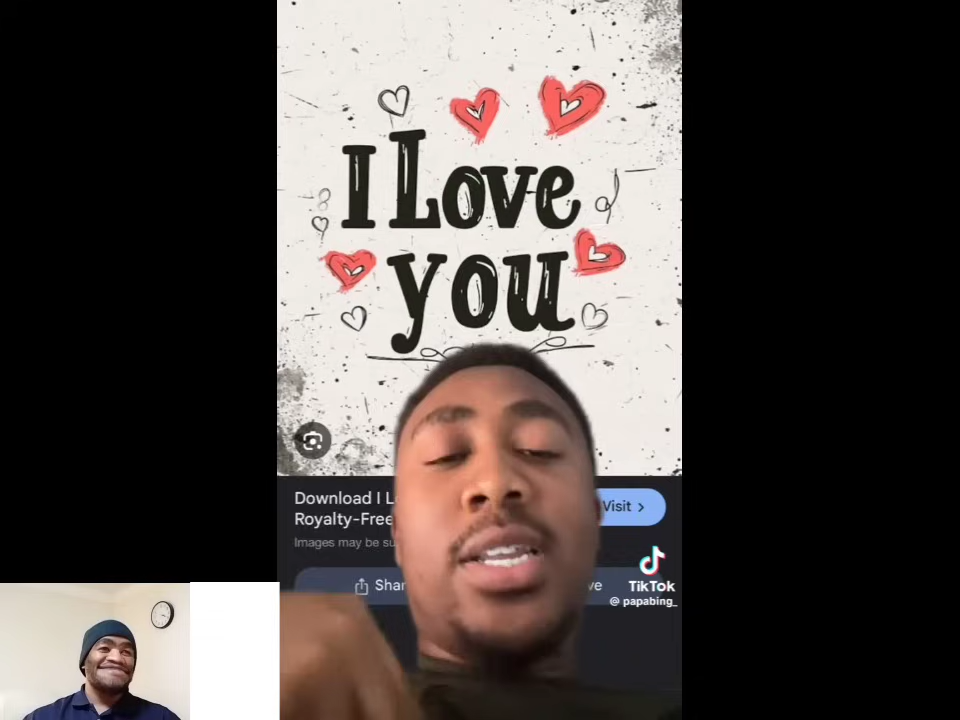 I Love
you
Download I L
Royalty-Free
Images may be su
Visit >
Shar
ve
TikTok
@ papabing_